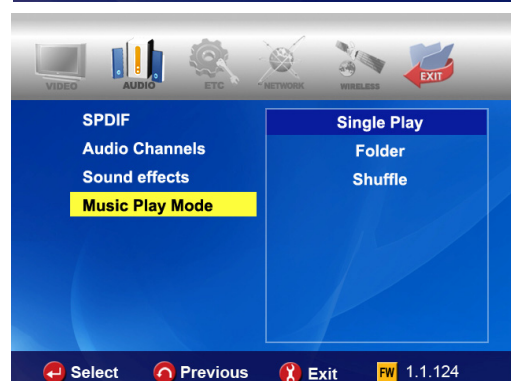 VIDEO AUDIO ETC NETWORK WIRELESS EXIT
SPDIF
Audio Channels
Sound effects
Music Play Mode
Single Play
Folder
Shuffle
Select Previous Exit FW 1.1.124